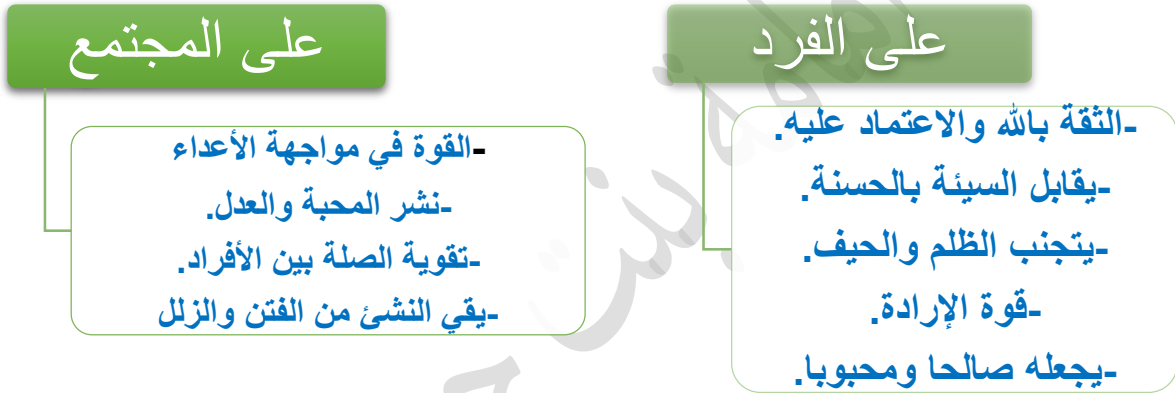 على الفرد
-الثقة بالله والاعتماد عليه.
-يقابل السيئة بالحسنة.
-يتجنب الظلم والحيف.
-قوة الإرادة.
-يجعله صالحا ومحبوبا.
على المجتمع
-القوة في مواجهة الأعداء
-نشر المحبة والعدل.
-تقوية الصلة بين الأفراد.
-يقي النشئ من الفتن والزلل